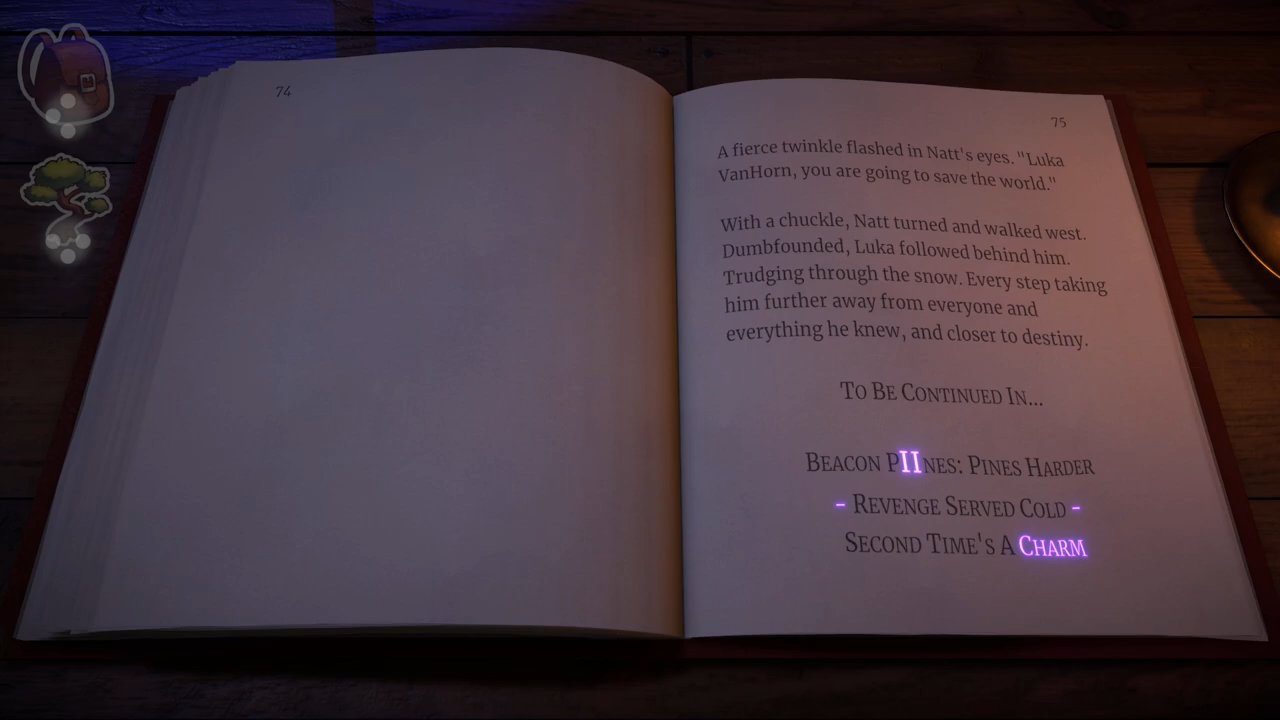 74
75
A fierce twinkle flashed in Natt's eyes. "Luka
VanHorn, you are going to save the world."
With a chuckle, Natt turned and walked west.
Dumbfounded, Luka followed behind him.
Trudging through the snow. Every step taking
him further away from everyone and
everything he knew, and closer to destiny.
To Be Continued In...
Beacon PIINES: Pines Harder
- Revenge Served Cold -
Second Time's A Charm